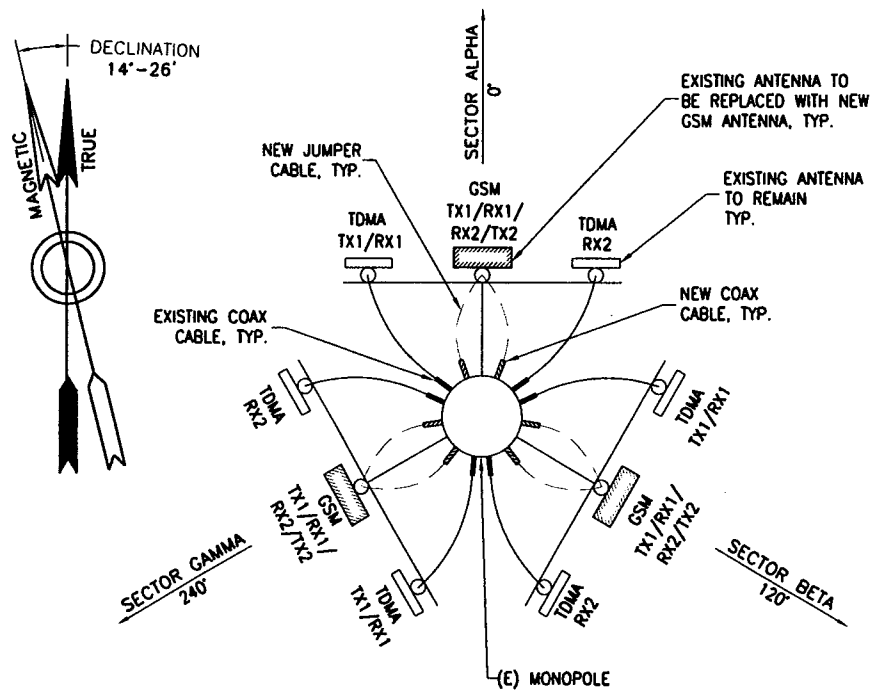 DECLINATION
14°-26'
MAGNETIC
TRUE
SECTOR ALPHA
0°
EXISTING ANTENNA TO
BE REPLACED WITH NEW
GSM ANTENNA, TYP.
NEW JUMPER
CABLE, TYP.
GSM
TX1/RX1/
RX2/TX2
TDMA
TX1/RX1
TDMA
RX2
EXISTING ANTENNA
TO REMAIN
TYP.
EXISTING COAX
CABLE, TYP.
NEW COAX
CABLE, TYP.
TDMA
RX2
TDMA
TX1/RX1
GSM
TX1/RX1/
RX2/TX2
GSM
TX1/RX1/
RX2/TX2
SECTOR GAMMA
240°
TDMA
TX1/RX1
TDMA
RX2
SECTOR BETA
120°
(E) MONOPOLE